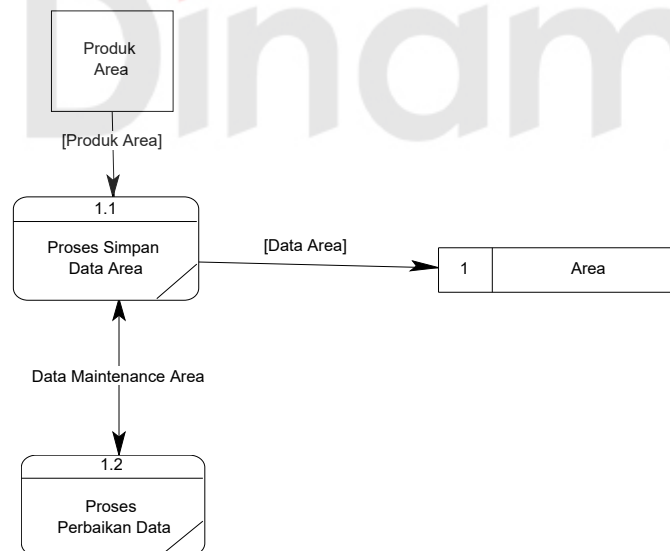 Dinam
Produk
Area
[Produk Area]
1.1
Proses Simpan
Data Area
[Data Area]
1
Area
Data Maintenance Area
1.2
Proses
Perbaikan Data